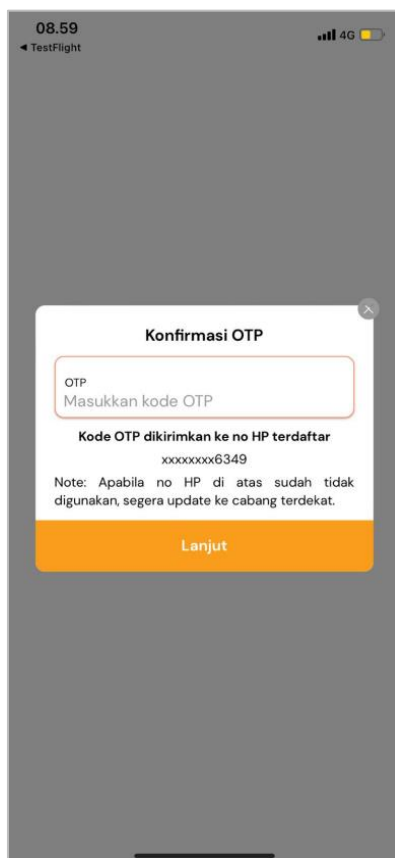 08.59
4G
◄ TestFlight
Konfirmasi OTP
OTP
Masukkan kode OTP
Kode OTP dikirimkan ke no HP terdaftar
xxxxxxxx6349
Note: Apabila no HP di atas sudah tidak
digunakan, segera update ke cabang terdekat.
Lanjut